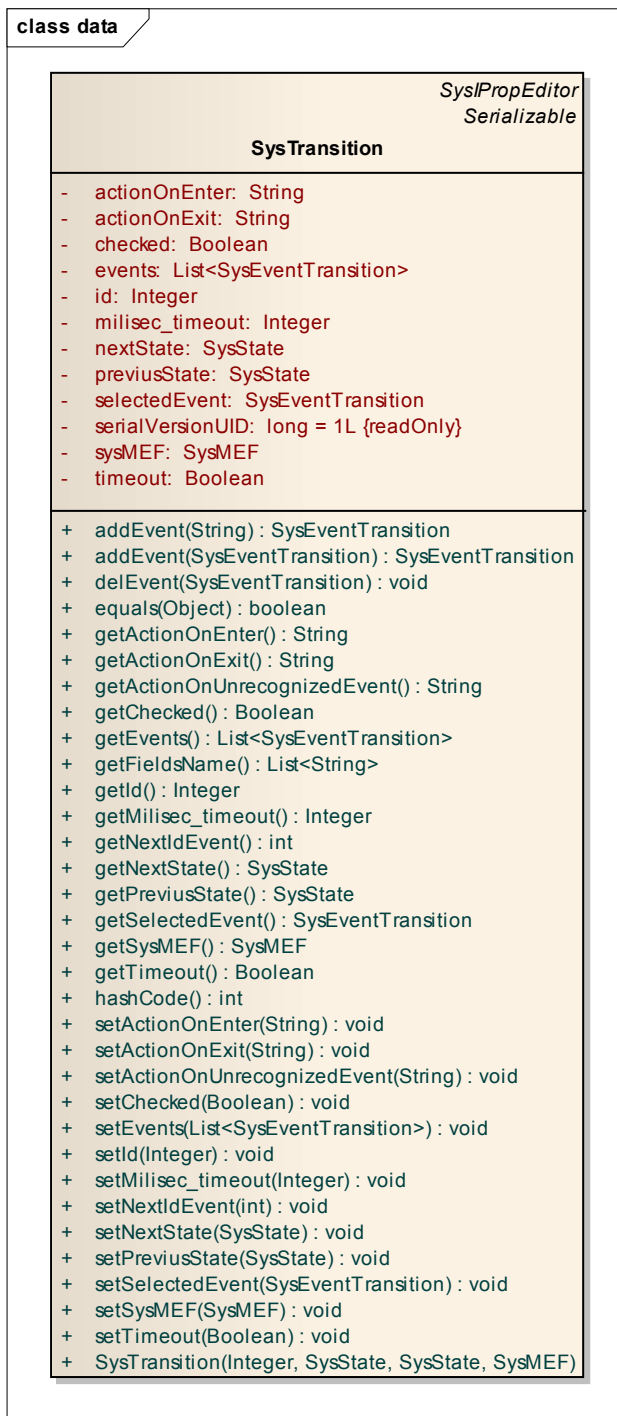 class data
SysIPropEditor
Serializable
SysTransition
- actionOnEnter: String
- actionOnExit: String
- checked: Boolean
- events: List<SysEventTransition>
- id: Integer
- milisec_timeout: Integer
- nextState: SysState
- previusState: SysState
- selectedEvent: SysEventTransition
- serialVersionUID: long = 1L {readOnly}
- sysMEF: SysMEF
- timeout: Boolean
+ addEvent(String) : SysEventTransition
+ addEvent(SysEventTransition) : SysEventTransition
+ delEvent(SysEventTransition) : void
+ equals(Object) : boolean
+ getActionOnEnter() : String
+ getActionOnExit() : String
+ getActionOnUnrecognizedEvent() : String
+ getChecked() : Boolean
+ getEvents() : List<SysEventTransition>
+ getFieldsName() : List<String>
+ getId() : Integer
+ getMilisec_timeout() : Integer
+ getNextIdEvent() : int
+ getNextState() : SysState
+ getPreviusState() : SysState
+ getSelectedEvent() : SysEventTransition
+ getSysMEF() : SysMEF
+ getTimeout() : Boolean
+ hashCode() : int
+ setActionOnEnter(String) : void
+ setActionOnExit(String) : void
+ setActionOnUnrecognizedEvent(String) : void
+ setChecked(Boolean) : void
+ setEvents(List<SysEventTransition>) : void
+ setId(Integer) : void
+ setMilisec_timeout(Integer) : void
+ setNextIdEvent(int) : void
+ setNextState(SysState) : void
+ setPreviusState(SysState) : void
+ setSelectedEvent(SysEventTransition) : void
+ setSysMEF(SysMEF) : void
+ setTimeout(Boolean) : void
+ SysTransition(Integer, SysState, SysState, SysMEF)